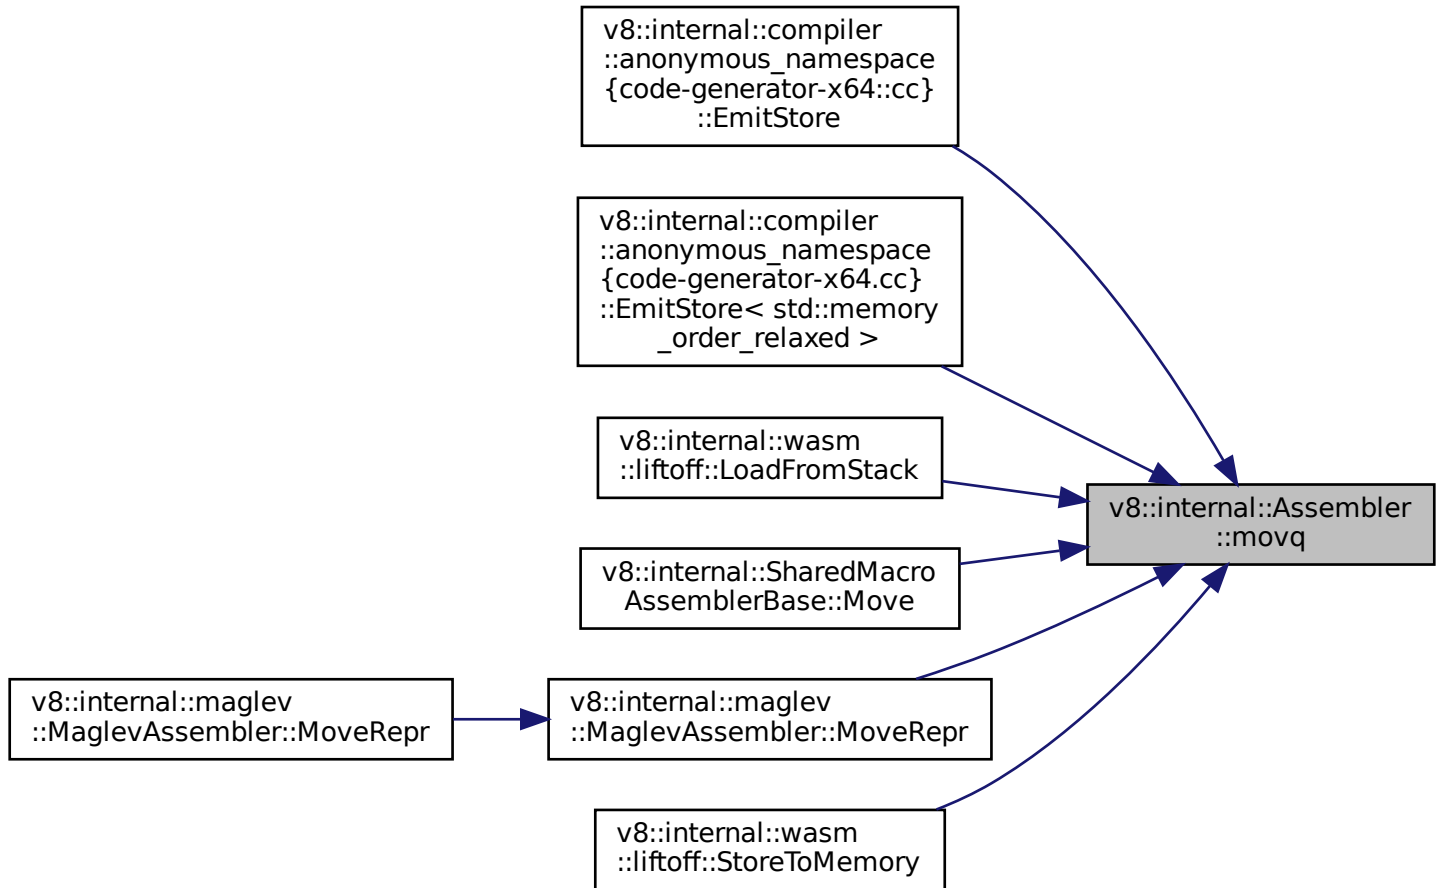 v8::internal::compiler
::anonymous_namespace
{code-generator-x64::cc}
::EmitStore
v8::internal::compiler
::anonymous_namespace
{code-generator-x64.cc}
::EmitStore< std::memory
_order_relaxed >
v8::internal::wasm
::liftoff::LoadFromStack
v8::internal::Assembler
::movq
v8::internal::SharedMacro
AssemblerBase::Move
v8::internal::maglev
::MaglevAssembler::MoveRepr
v8::internal::maglev
::MaglevAssembler::MoveRepr
v8::internal::wasm
::liftoff::StoreToMemory